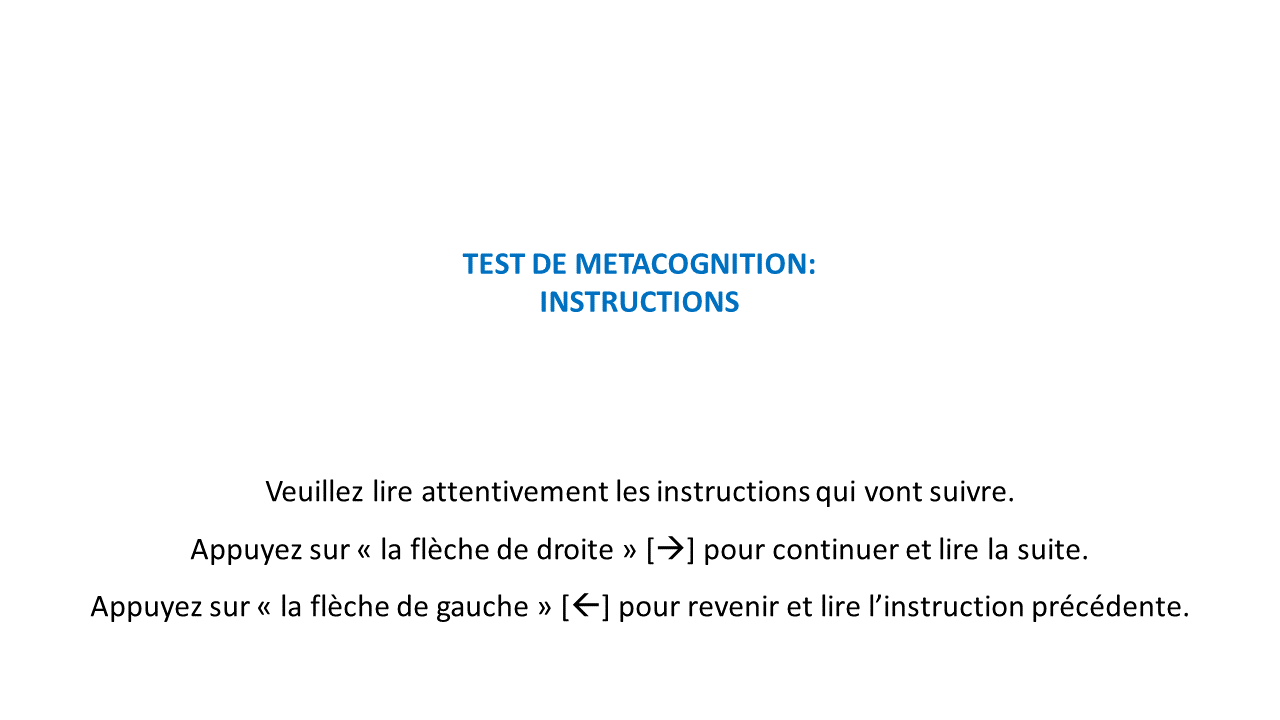 TEST DE METACOGNITION:
INSTRUCTIONS
Veuillez lire attentivement les instructions qui vont suivre.
Appuyez sur « la flèche de droite » [→] pour continuer et lire la suite.
Appuyez sur « la flèche de gauche » [←] pour revenir et lire l’instruction précédente.